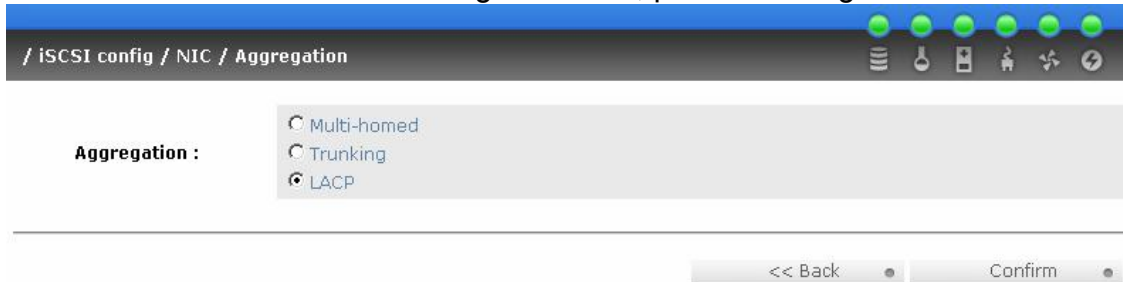 / iSCSI config / NIC / Aggregation
Aggregation :
Multi-homed
Trunking
LACP
<< Back
Confirm